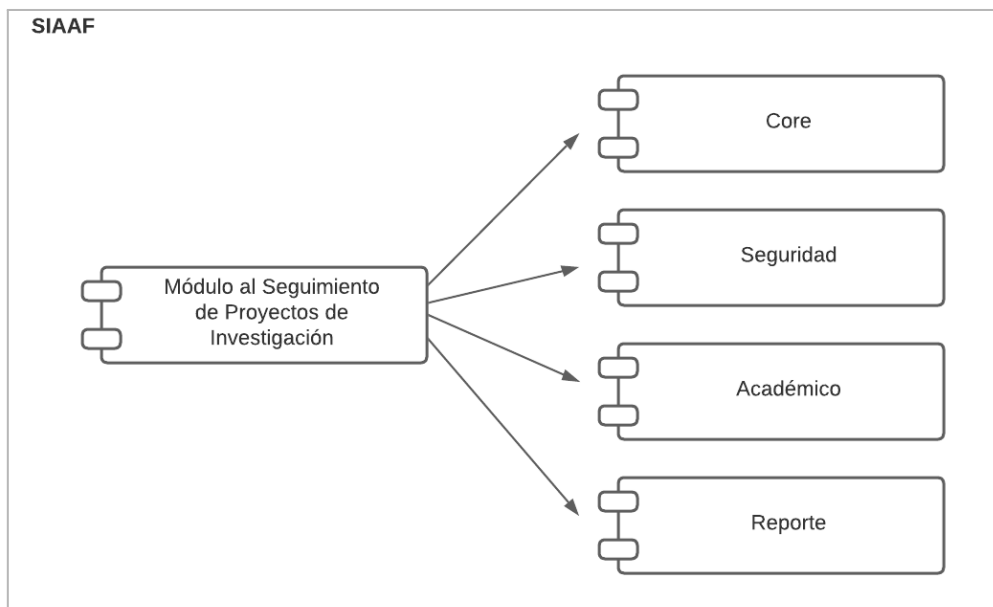 SIAAF
Core
Seguridad
Módulo al Seguimiento
de Proyectos de
Investigación
Académico
Reporte